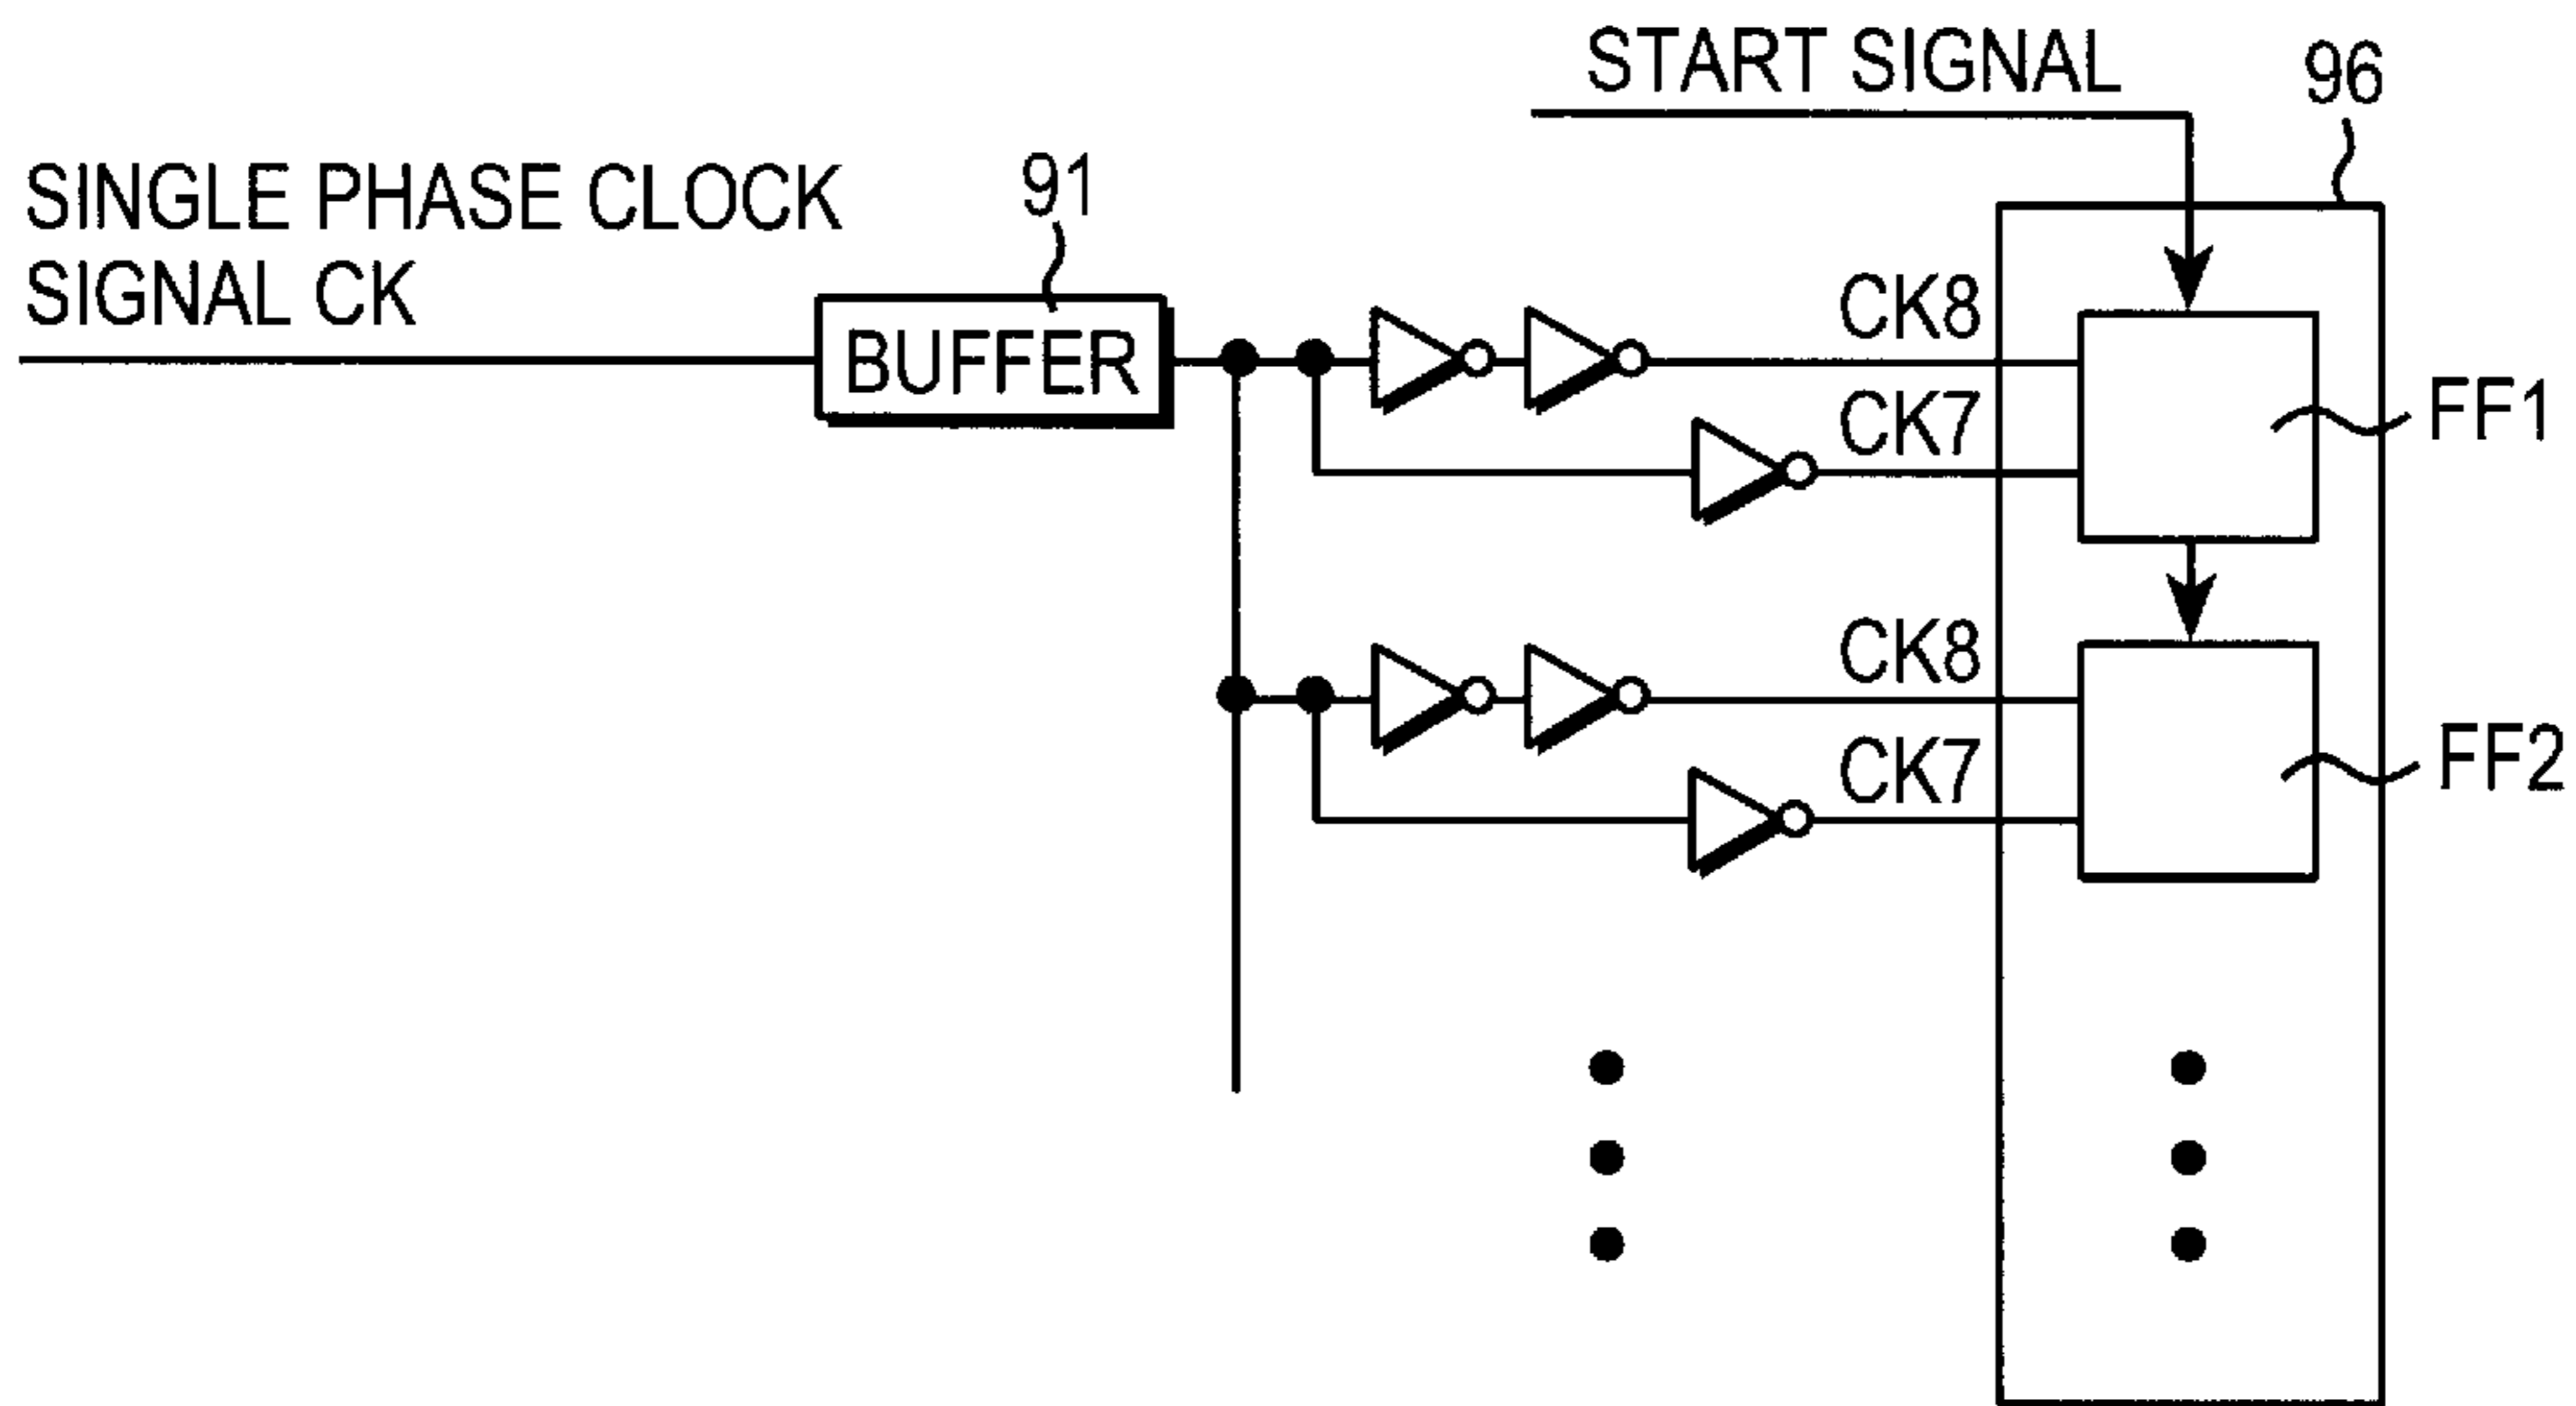 START SIGNAL
96
SINGLE PHASE CLOCK
SIGNAL CK
91
BUFFER
CK8
CK7
FF1
CK8
CK7
FF2